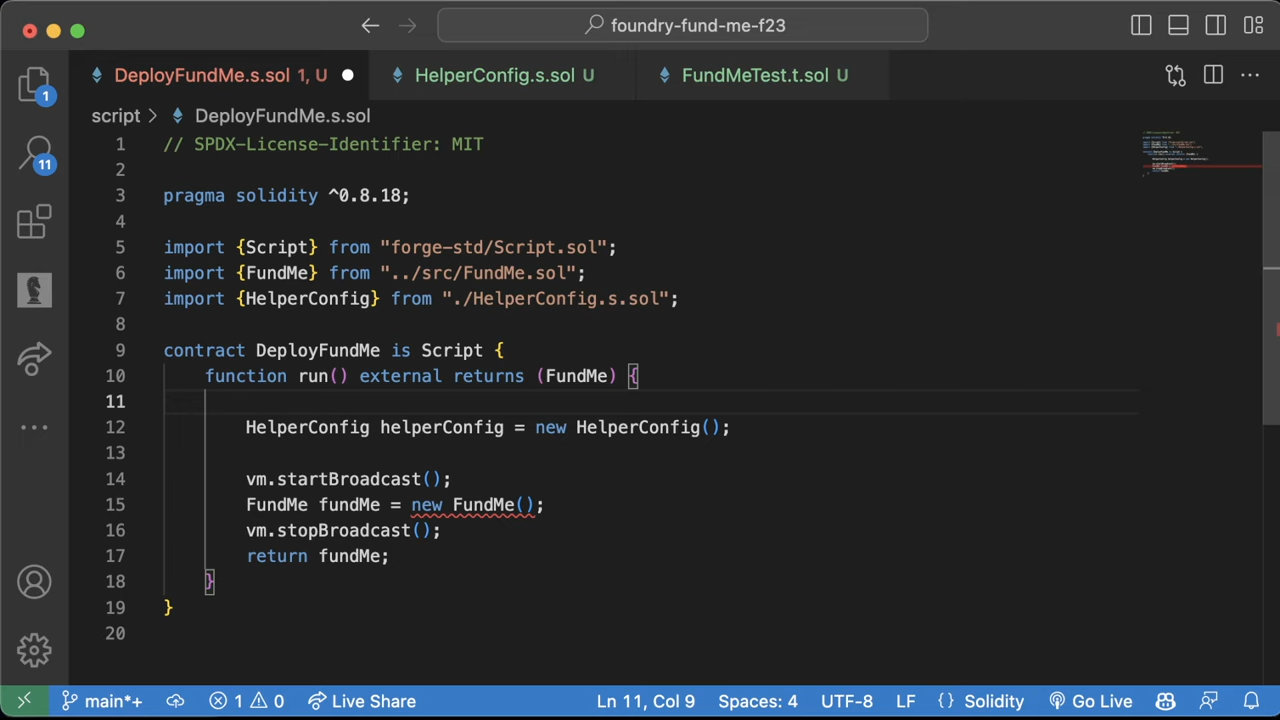 foundry-fund-me-f23
DeployFundMe.s.sol 1, U
HelperConfig.s.sol U
FundMeTest.t.sol U
script > DeployFundMe.s.sol
1 // SPDX-License-Identifier: MIT
2
3 pragma solidity ^0.8.18;
4
5 import {Script} from "forge-std/Script.sol";
6 import {FundMe} from "../src/FundMe.sol";
7 import {HelperConfig} from "./HelperConfig.s.sol";
8
9 contract DeployFundMe is Script {
10     function run() external returns (FundMe) {
11
12         HelperConfig helperConfig = new HelperConfig();
13
14         vm.startBroadcast();
15         FundMe fundMe = new FundMe();
16         vm.stopBroadcast();
17         return fundMe;
18     }
19 }
20
1
11
main*+
1 0
Live Share
Ln 11, Col 9
Spaces: 4
UTF-8
LF
{} Solidity
Go Live